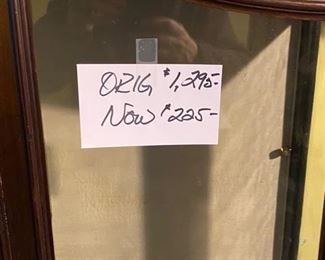 ORIG $1,295-
NOW $225-